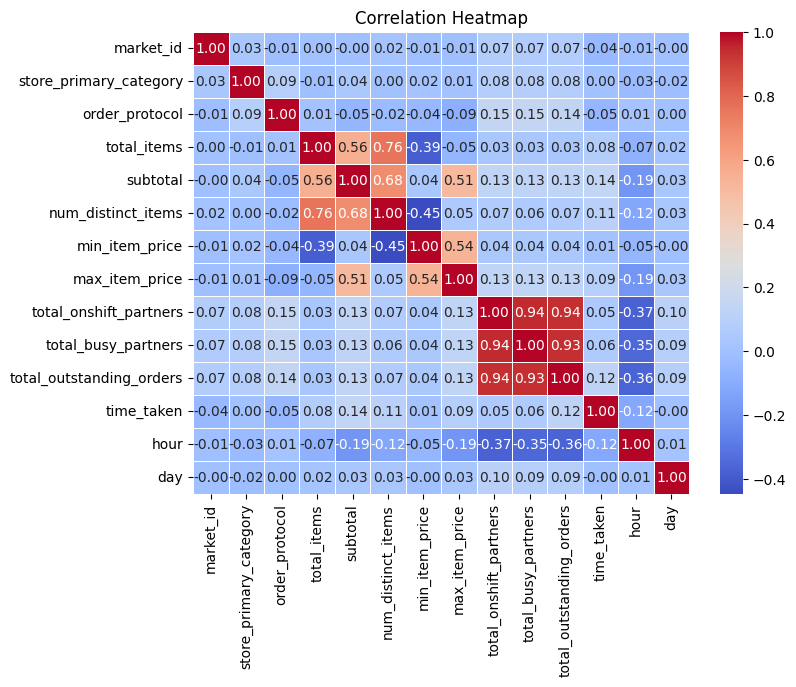 Correlation Heatmap
market_id 1.00 0.03 -0.01 0.00 -0.00 0.02 -0.01 -0.01 0.07 0.07 0.07 -0.04 -0.01 -0.00
store_primary_category 0.03 1.00 0.09 -0.01 0.04 0.00 0.02 0.01 0.08 0.08 0.08 0.00 -0.03 -0.02
order_protocol -0.01 0.09 1.00 0.01 -0.05 -0.02 -0.04 -0.09 0.15 0.15 0.14 -0.05 0.01 0.00
total_items 0.00 -0.01 0.01 1.00 0.56 0.76 -0.39 -0.05 0.03 0.03 0.03 0.08 -0.07 0.02
subtotal -0.00 0.04 -0.05 0.56 1.00 0.68 0.04 0.51 0.13 0.13 0.13 0.14 -0.19 0.03
num_distinct_items 0.02 0.00 -0.02 0.76 0.68 1.00 -0.45 0.05 0.07 0.06 0.07 0.11 -0.12 0.03
min_item_price -0.01 0.02 -0.04 -0.39 0.04 -0.45 1.00 0.54 0.04 0.04 0.04 0.01 -0.05 -0.00
max_item_price -0.01 0.01 -0.09 -0.05 0.51 0.05 0.54 1.00 0.13 0.13 0.13 0.09 -0.19 0.03
total_onshift_partners 0.07 0.08 0.15 0.03 0.13 0.07 0.04 0.13 1.00 0.94 0.94 0.05 -0.37 0.10
total_busy_partners 0.07 0.08 0.15 0.03 0.13 0.06 0.04 0.13 0.94 1.00 0.93 0.06 -0.35 0.09
total_outstanding_orders 0.07 0.08 0.14 0.03 0.13 0.07 0.04 0.13 0.94 0.93 1.00 0.12 -0.36 0.09
time_taken -0.04 0.00 -0.05 0.08 0.14 0.11 0.01 0.09 0.05 0.06 0.12 1.00 -0.12 -0.00
hour -0.01 -0.03 0.01 -0.07 -0.19 -0.12 -0.05 -0.19 -0.37 -0.35 -0.36 -0.12 1.00 0.01
day -0.00 -0.02 0.00 0.02 0.03 0.03 -0.00 0.03 0.10 0.09 0.09 -0.00 0.01 1.00
market_id
store_primary_category
order_protocol
total_items
subtotal
num_distinct_items
min_item_price
max_item_price
total_onshift_partners
total_busy_partners
total_outstanding_orders
time_taken
hour
day
1.0
0.8
0.6
0.4
0.2
0.0
−0.2
−0.4